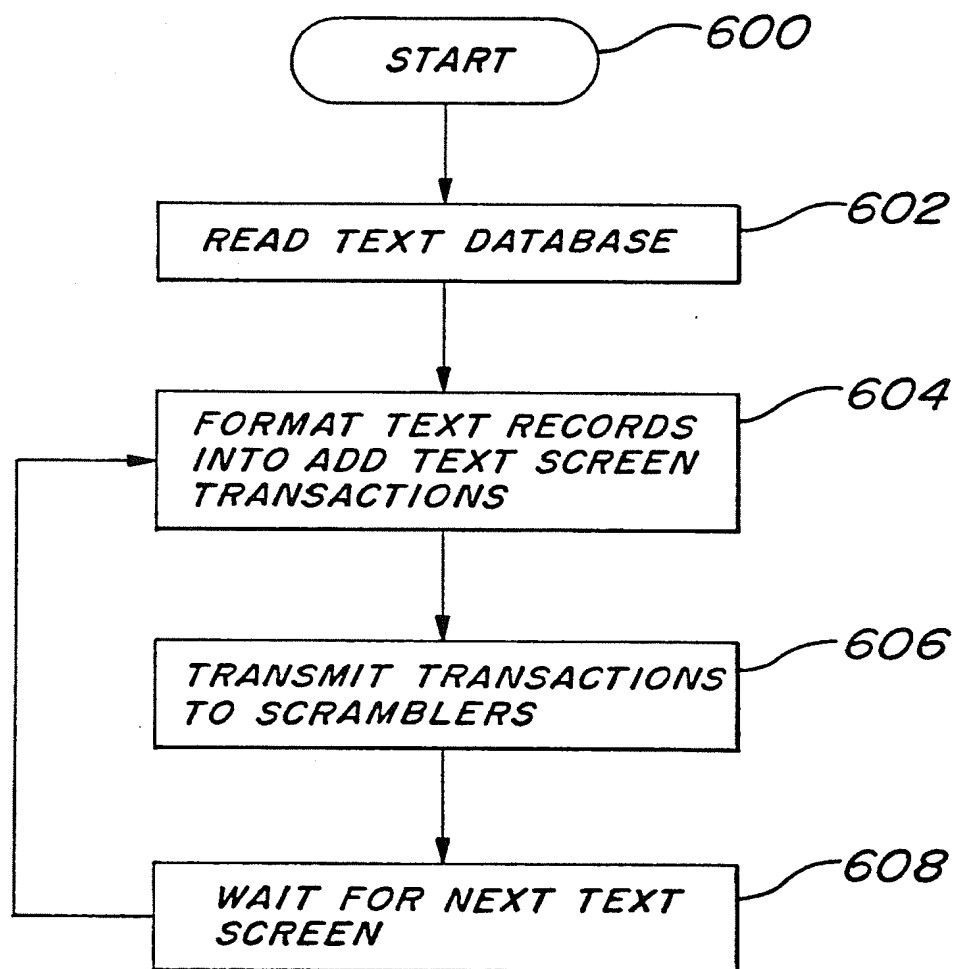 START
600
READ TEXT DATABASE
602
FORMAT TEXT RECORDS
INTO ADD TEXT SCREEN
TRANSACTIONS
604
TRANSMIT TRANSACTIONS
TO SCRAMBLERS
606
WAIT FOR NEXT TEXT
SCREEN
608